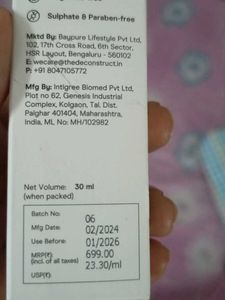 Sulphate & Paraben-free
Mktd By: Baypure Lifestyle Pvt Ltd,
102, 17th Cross Road, 6th Sector,
HSR Layout, Bengaluru - 560102
E: wecare@thedeconstruct.in
P: +91 8047105772
Mfg By: Intigree Biomed Pvt Ltd,
Plot no 62, Genesis Industrial
Complex, Kolgaon, Tal. Dist.
Palghar 401404, Maharashtra,
India, ML No: MH/102982
Net Volume: 30 ml
(when packed)
Batch No: 06
Mfg Date: 02/2024
Use Before: 01/2026
MRP(₹): 699.00
(incl. of all taxes)
USP(₹): 23.30/ml